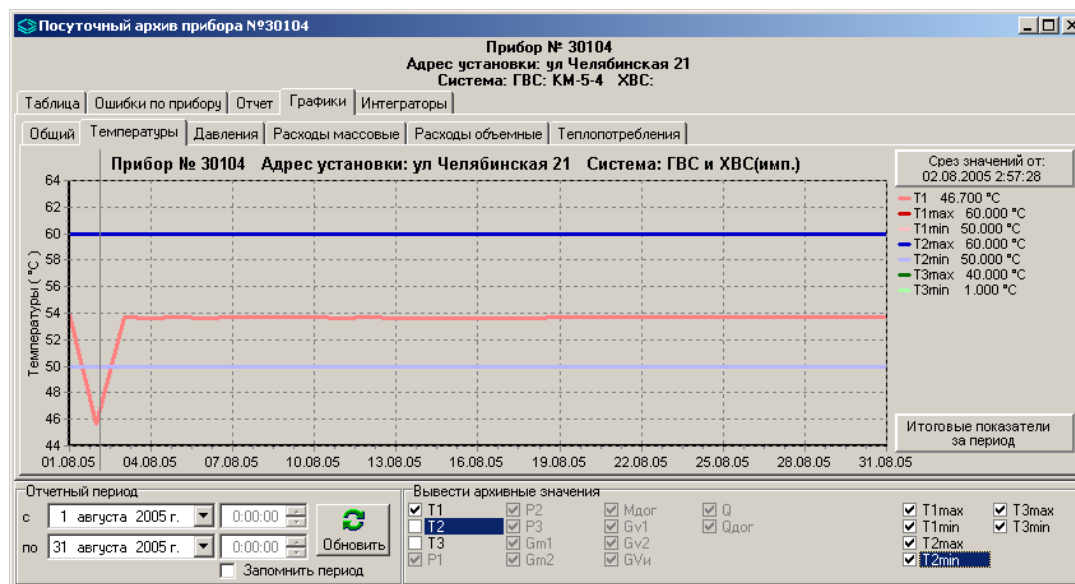 Посуточный архив прибора №30104
Прибор № 30104
Адрес установки: ул Челябинская 21
Система: ГВС: КМ-5-4 ХВС:
Таблица Ошибки по прибору Отчет Графики Интеграторы
Общий Температуры Давления Расходы массовые Расходы объемные Теплопотребления
Прибор № 30104 Адрес установки: ул Челябинская 21 Система: ГВС и ХВС(имп.)
Срез значений от:
02.08.2005 2:57:28
T1 46.700 °C
T1max 60.000 °C
T1min 50.000 °C
T2max 60.000 °C
T2min 50.000 °C
T3max 40.000 °C
T3min 1.000 °C
Температуры ( °C )
64
62
60
58
56
54
52
50
48
46
44
01.08.05 04.08.05 07.08.05 10.08.05 13.08.05 16.08.05 19.08.05 22.08.05 25.08.05 28.08.05 31.08.05
Итоговые показатели
за период
Отчетный период
с 1 августа 2005 г. 0:00:00
по 31 августа 2005 г. 0:00:00
Обновить
Запомнить период
Вывести архивные значения
T1 P2 Mдог Q T1max T3max
T2 P3 Gv1 Qдог T1min T3min
T3 Gm1 Gv2 T2max
P1 Gm2 GVи T2min